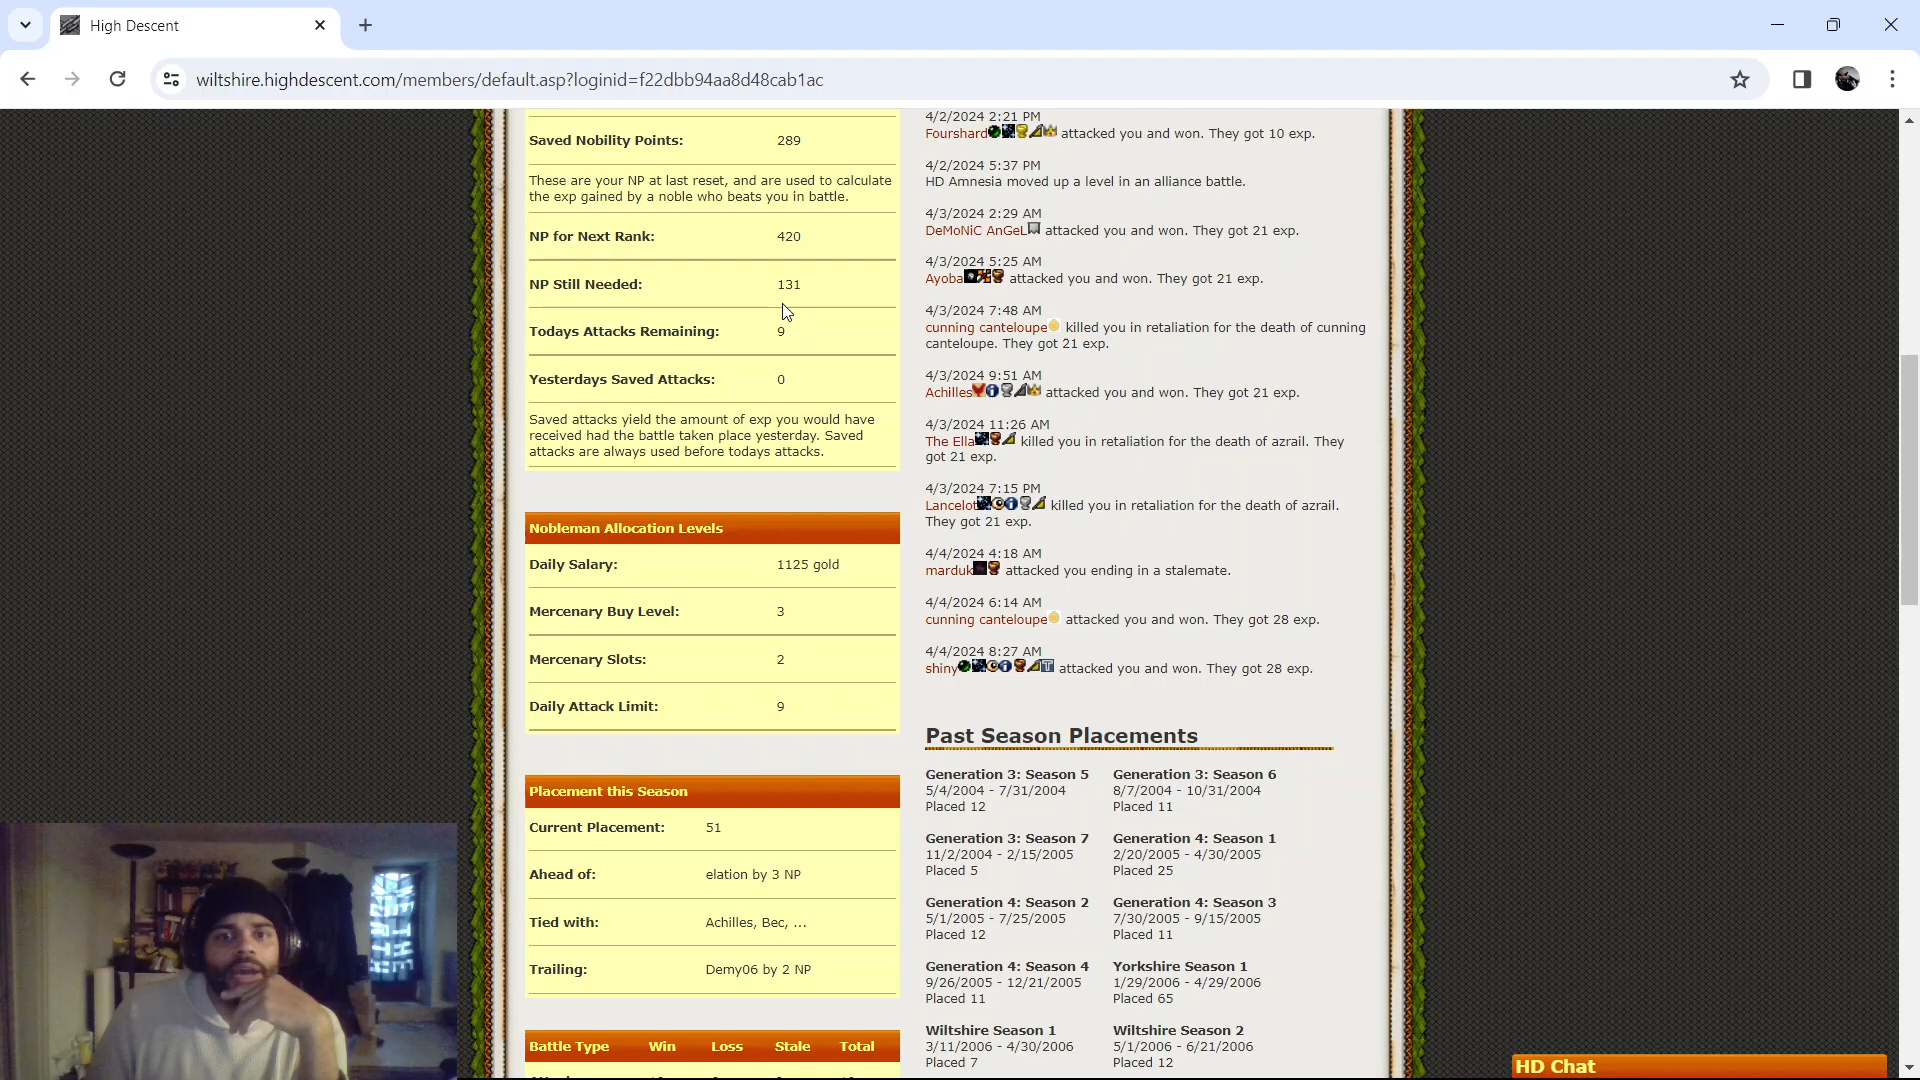 High Descent
wiltshire.highdescent.com/members/default.asp?loginid=f22dbb94aa8d48cab1ac
Saved Nobility Points: 289
These are your NP at last reset, and are used to calculate
the exp gained by a noble who beats you in battle.
NP for Next Rank: 420
NP Still Needed: 131
Todays Attacks Remaining: 9
Yesterdays Saved Attacks: 0
Saved attacks yield the amount of exp you would have
received had the battle taken place yesterday. Saved
attacks are always used before todays attacks.
Nobleman Allocation Levels
Daily Salary: 1125 gold
Mercenary Buy Level: 3
Mercenary Slots: 2
Daily Attack Limit: 9
Placement this Season
Current Placement: 51
Ahead of: elation by 3 NP
Tied with: Achilles, Bec, ...
Trailing: Demy06 by 2 NP
Battle Type Win Loss Stale Total
4/2/2024 2:21 PM
Fourshard attacked you and won. They got 10 exp.
4/2/2024 5:37 PM
HD Amnesia moved up a level in an alliance battle.
4/3/2024 2:29 AM
DeMoNiC AnGeL attacked you and won. They got 21 exp.
4/3/2024 5:25 AM
Ayoba attacked you and won. They got 21 exp.
4/3/2024 7:48 AM
cunning canteloupe killed you in retaliation for the death of cunning
canteloupe. They got 21 exp.
4/3/2024 9:51 AM
Achilles attacked you and won. They got 21 exp.
4/3/2024 11:26 AM
The Ella killed you in retaliation for the death of azrail. They
got 21 exp.
4/3/2024 7:15 PM
Lancelot killed you in retaliation for the death of azrail.
They got 21 exp.
4/4/2024 4:18 AM
marduk attacked you ending in a stalemate.
4/4/2024 6:14 AM
cunning canteloupe attacked you and won. They got 28 exp.
4/4/2024 8:27 AM
shiny attacked you and won. They got 28 exp.
Past Season Placements
Generation 3: Season 5 Generation 3: Season 6
5/4/2004 - 7/31/2004 8/7/2004 - 10/31/2004
Placed 12 Placed 11
Generation 3: Season 7 Generation 4: Season 1
11/2/2004 - 2/15/2005 2/20/2005 - 4/30/2005
Placed 5 Placed 25
Generation 4: Season 2 Generation 4: Season 3
5/1/2005 - 7/25/2005 7/30/2005 - 9/15/2005
Placed 12 Placed 11
Generation 4: Season 4 Yorkshire Season 1
9/26/2005 - 12/21/2005 1/29/2006 - 4/29/2006
Placed 11 Placed 65
Wiltshire Season 1 Wiltshire Season 2
3/11/2006 - 4/30/2006 5/1/2006 - 6/21/2006
Placed 7 Placed 12
HD Chat